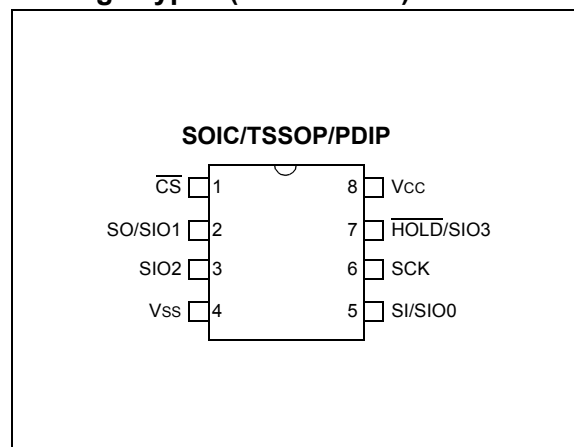 SOIC/TSSOP/PDIP
CS 1 8 Vcc
SO/SIO1 2 7 HOLD/SIO3
SIO2 3 6 SCK
Vss 4 5 SI/SIO0